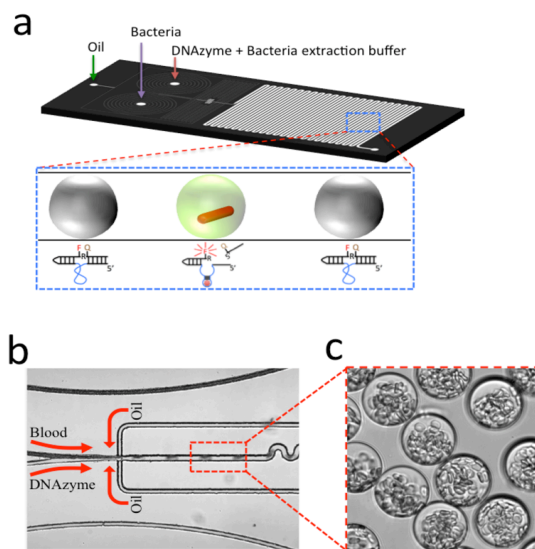 a
Bacteria
DNAzyme + Bacteria extraction buffer
Oil
F Q
R
5'
F
Q
R
5'
F Q
R
5'
b
c
Oil
Blood
DNAzyme
Oil